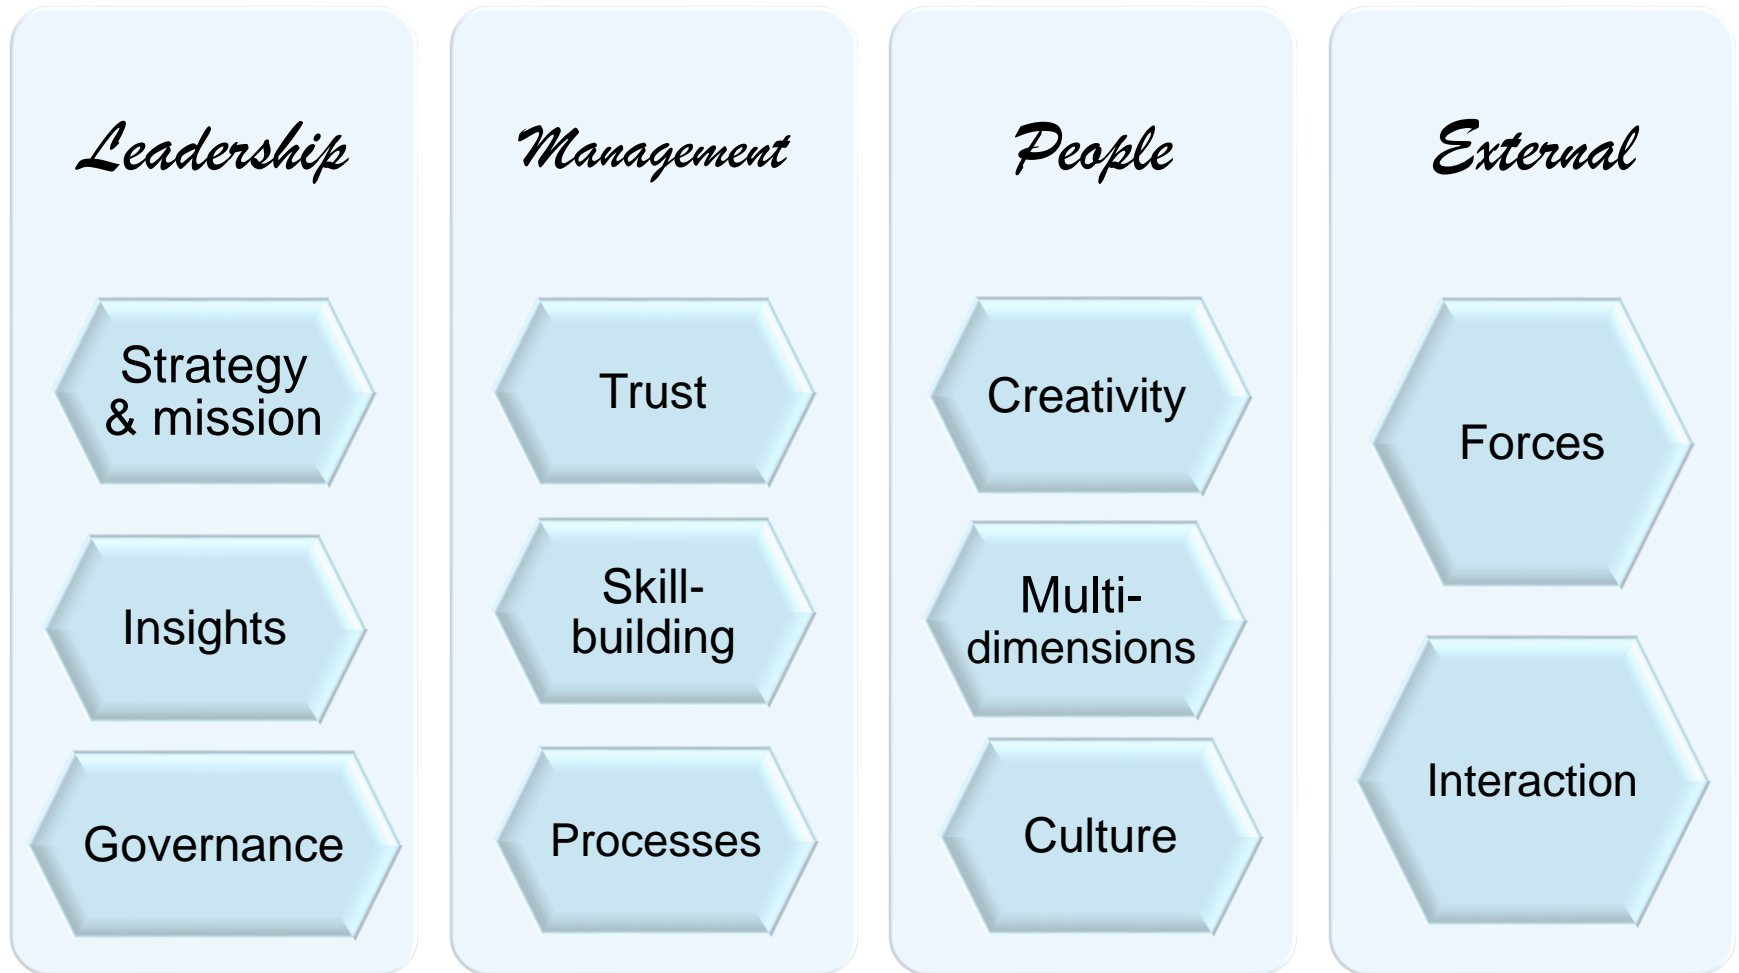 Leadership
Strategy
& mission
Insights
Governance
Management
Trust
Skill-
building
Processes
People
Creativity
Multi-
dimensions
Culture
External
Forces
Interaction